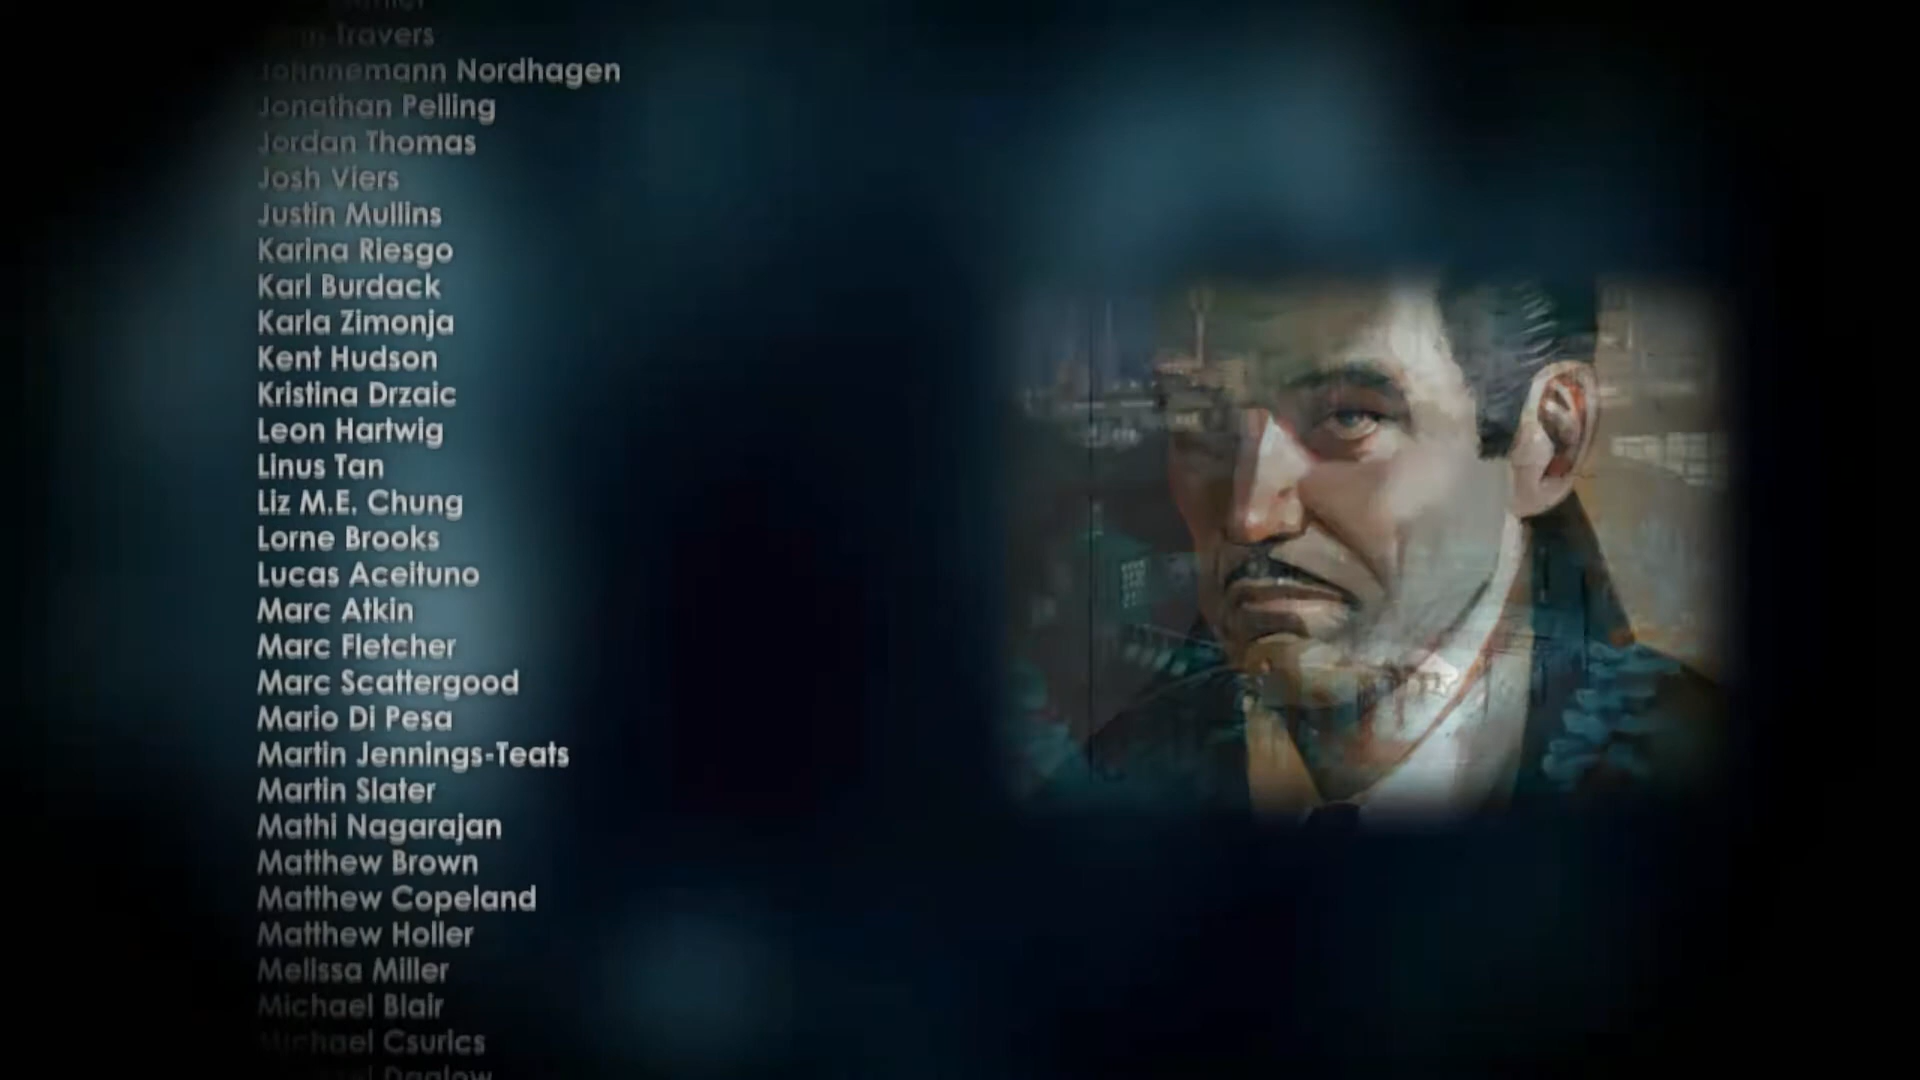 Travers
Johnnemann Nordhagen
Jonathan Pelling
Jordan Thomas
Josh Viers
Justin Mullins
Karina Riesgo
Karl Burdack
Karla Zimonja
Kent Hudson
Kristina Drzaic
Leon Hartwig
Linus Tan
Liz M.E. Chung
Lorne Brooks
Lucas Aceituno
Marc Atkin
Marc Fletcher
Marc Scattergood
Mario Di Pesa
Martin Jennings-Teats
Martin Slater
Mathi Nagarajan
Matthew Brown
Matthew Copeland
Matthew Holler
Melissa Miller
Michael Blair
Michael Csurics
Daglow